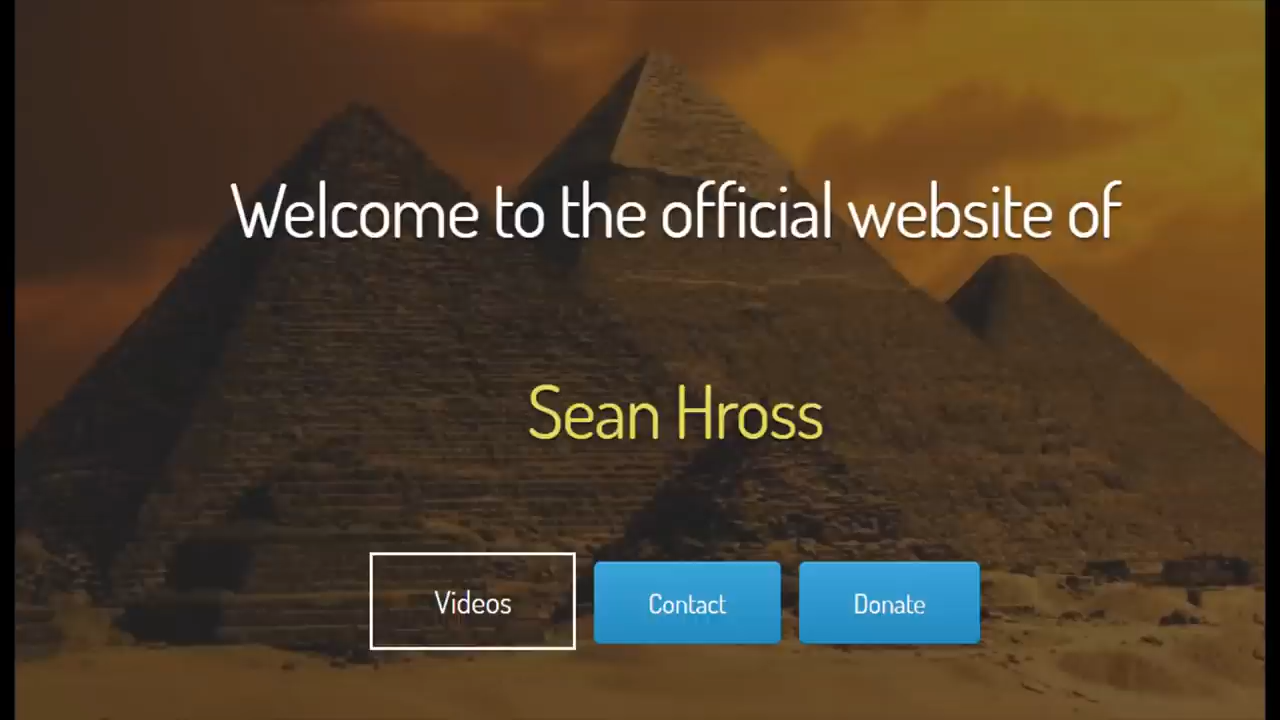 Welcome to the official website of
Sean Hross
Videos
Contact
Donate